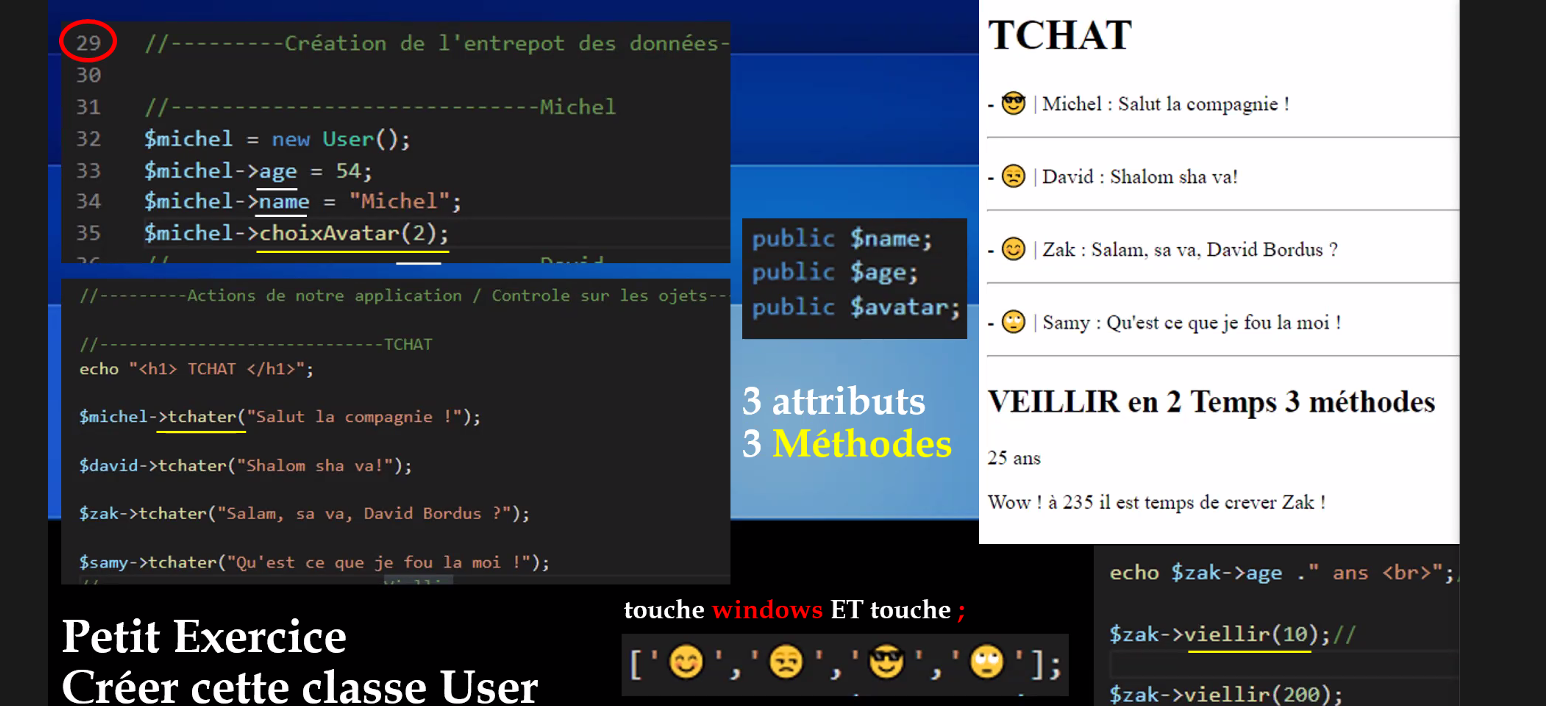 29 //---------Création de l'entrepot des données-
30
31 //-----------------------------Michel
32 $michel = new User();
33 $michel->age = 54;
34 $michel->name = "Michel";
35 $michel->choixAvatar(2);
//---------Actions de notre application / Controle sur les ojets--
//-----------------------------TCHAT
echo "<h1> TCHAT </h1>";
$michel->tchater("Salut la compagnie !");
$david->tchater("Shalom sha va!");
$zak->tchater("Salam, sa va, David Bordus ?");
$samy->tchater("Qu'est ce que je fou la moi !");
Petit Exercice
Créer cette classe User
public $name;
public $age;
public $avatar;
3 attributs
3 Méthodes
touche windows ET touche ;
['😊','😒','😎','🙄'];
TCHAT
- 😎 | Michel : Salut la compagnie !
- 😒 | David : Shalom sha va!
- 😊 | Zak : Salam, sa va, David Bordus ?
- 🙄 | Samy : Qu'est ce que je fou la moi !
VEILLIR en 2 Temps 3 méthodes
25 ans
Wow ! à 235 il est temps de crever Zak !
echo $zak->age ." ans <br>";
$zak->viellir(10);//
$zak->viellir(200);